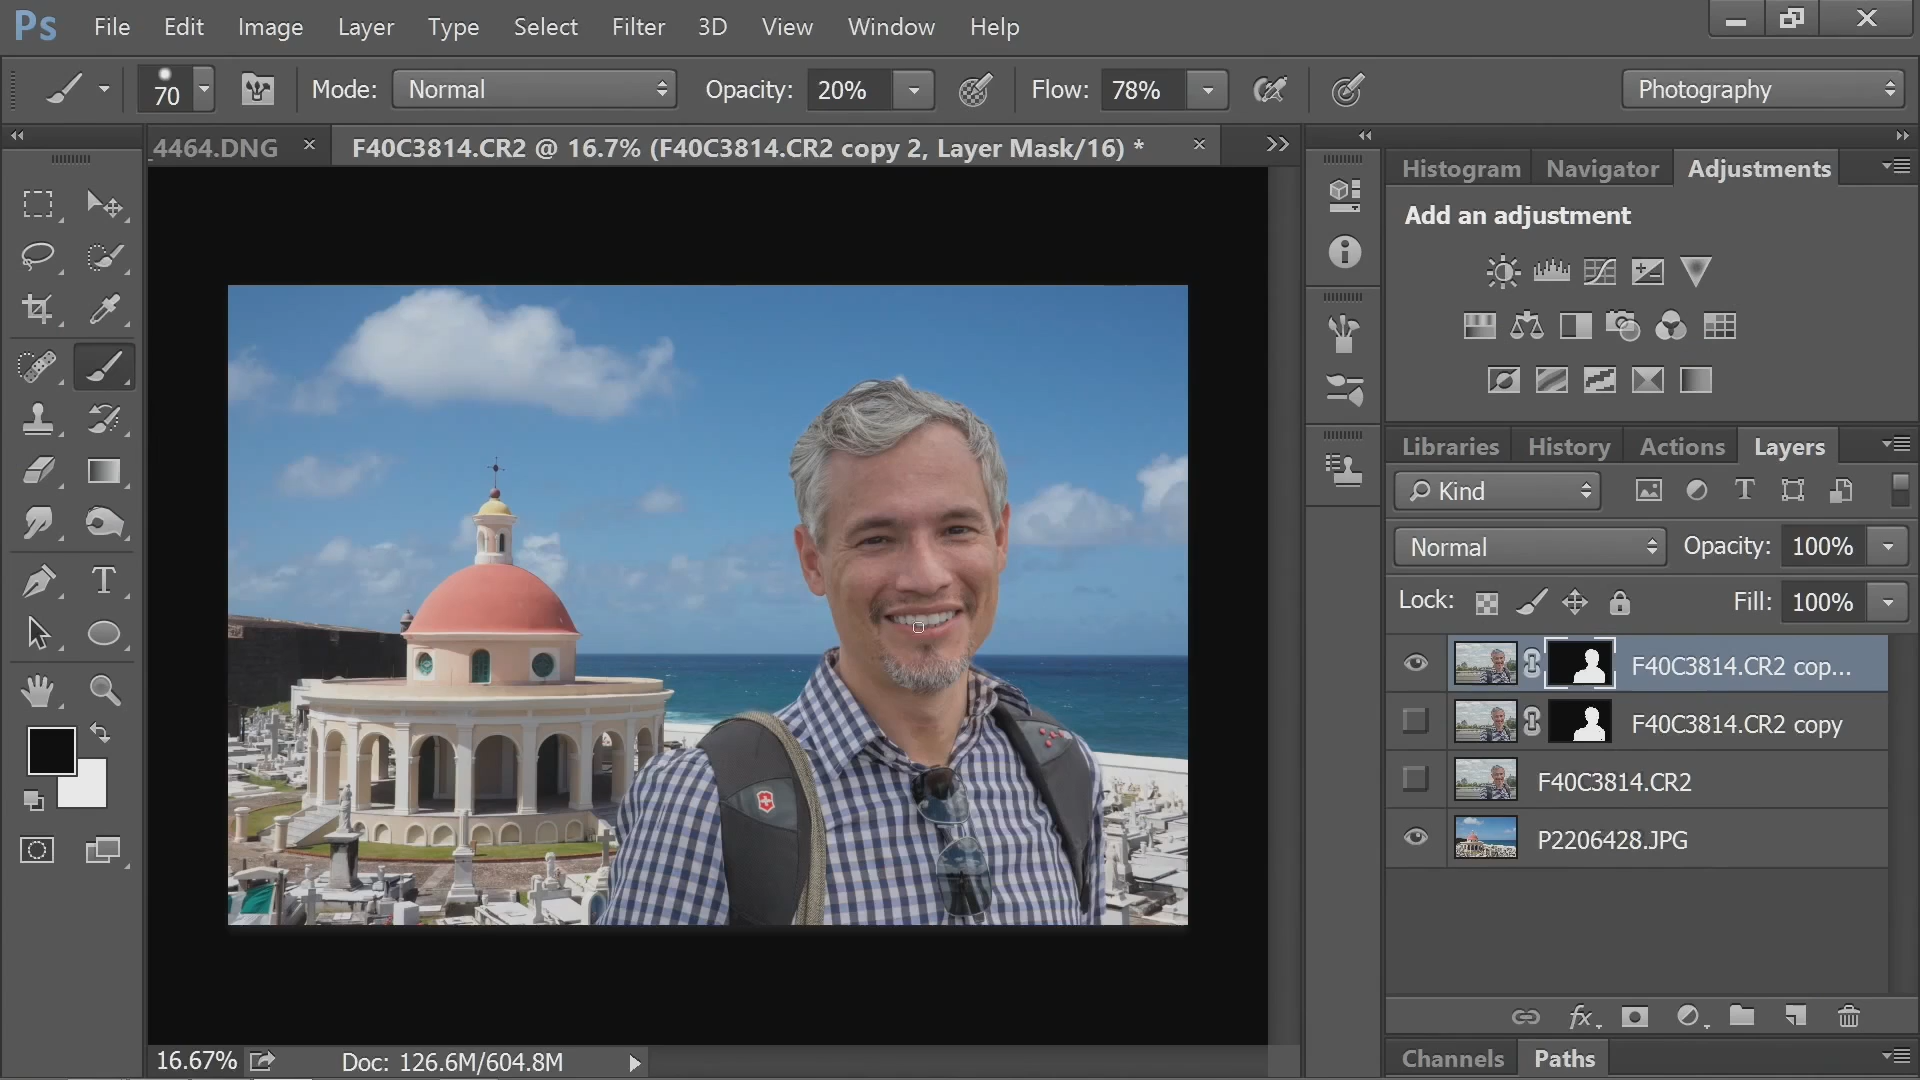 Ps File Edit Image Layer Type Select Filter 3D View Window Help
70 Mode: Normal Opacity: 20% Flow: 78% Photography
_4464.DNG × F40C3814.CR2 @ 16.7% (F40C3814.CR2 copy 2, Layer Mask/16) * ×
Histogram Navigator Adjustments
Add an adjustment
Libraries History Actions Layers
Kind
Normal Opacity: 100%
Lock: Fill: 100%
F40C3814.CR2 cop...
F40C3814.CR2 copy
F40C3814.CR2
P2206428.JPG
fx
16.67% Doc: 126.6M/604.8M
Channels Paths